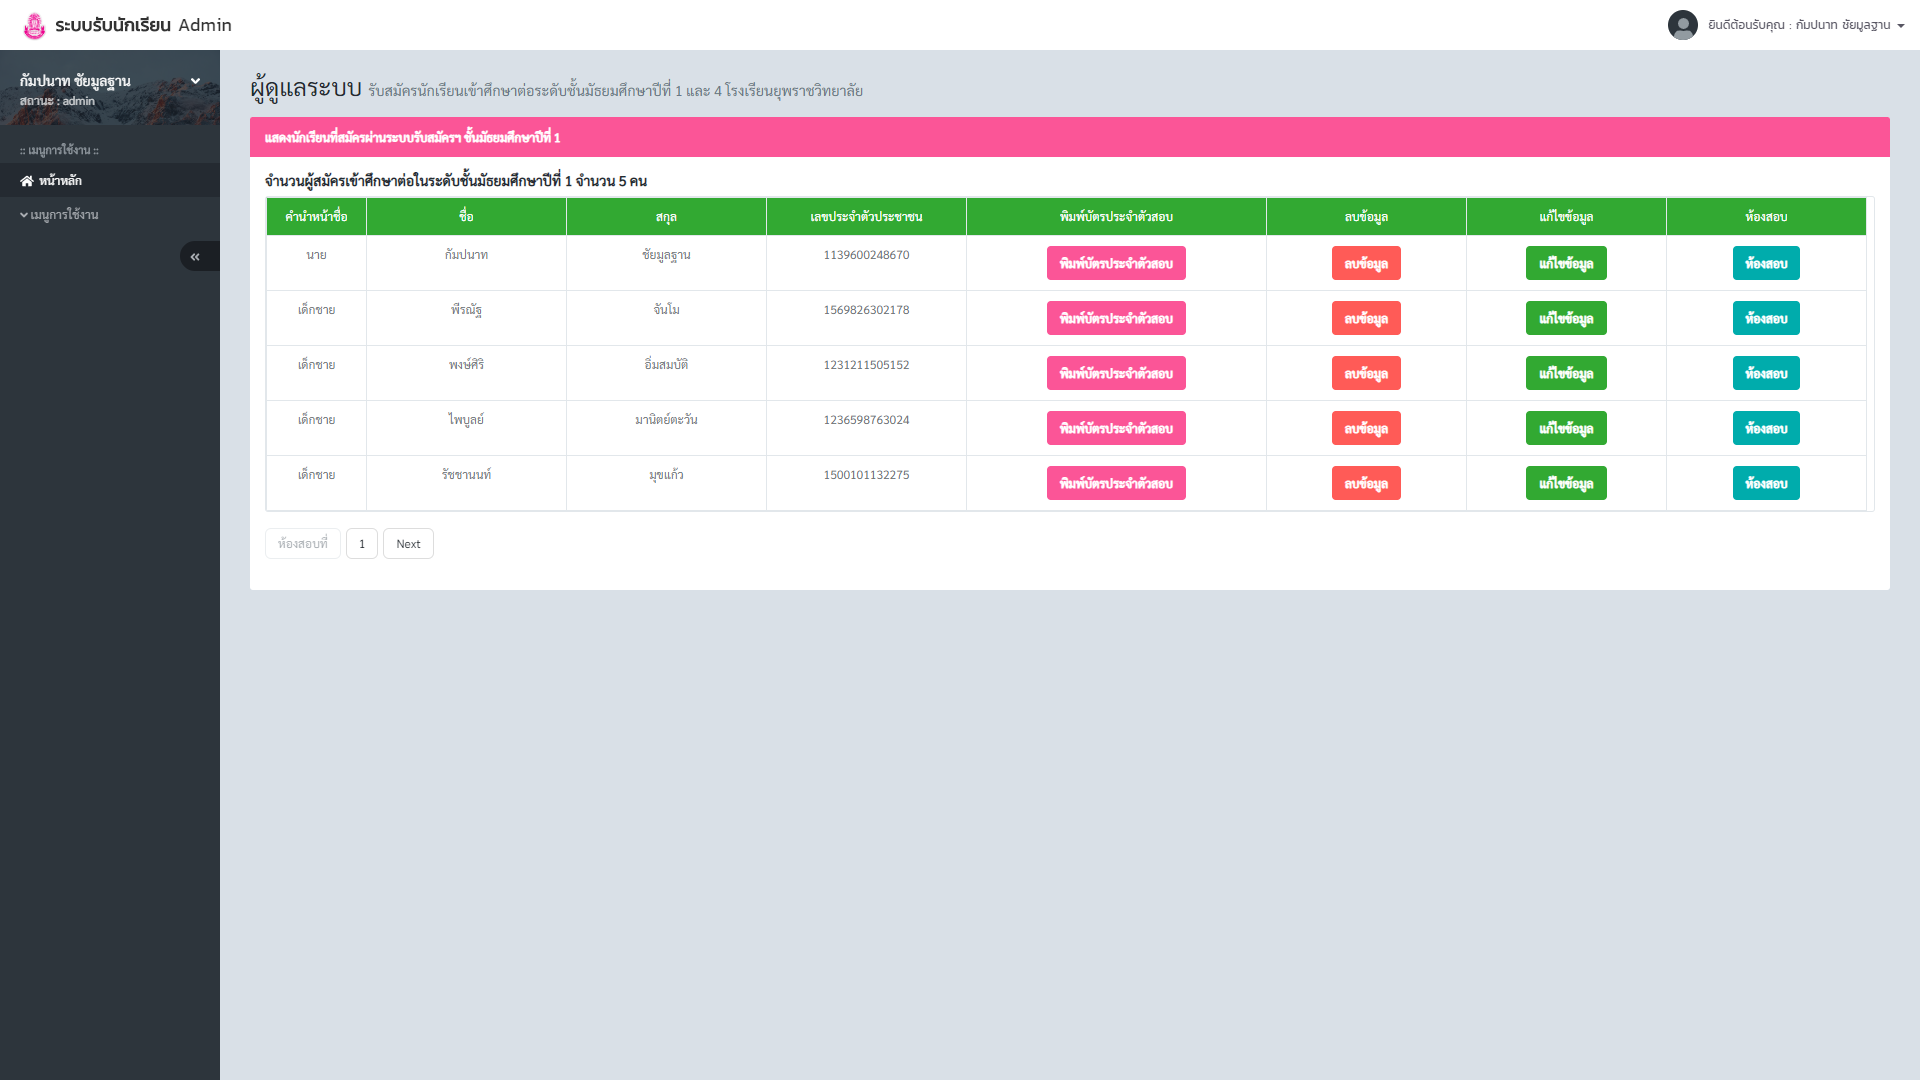 ระบบรับนักเรียน Admin
ยินดีต้อนรับคุณ : กัมปนาท ชัยมูลฐาน
กัมปนาท ชัยมูลฐาน
สถานะ : admin
:: เมนูการใช้งาน ::
หน้าหลัก
เมนูการใช้งาน
ผู้ดูแลระบบ รับสมัครนักเรียนเข้าศึกษาต่อระดับชั้นมัธยมศึกษาปีที่ 1 และ 4 โรงเรียนยุพราชวิทยาลัย
แสดงนักเรียนที่สมัครผ่านระบบรับสมัครฯ ชั้นมัธยมศึกษาปีที่ 1
จำนวนผู้สมัครเข้าศึกษาต่อในระดับชั้นมัธยมศึกษาปีที่ 1 จำนวน 5 คน
คำนำหน้าชื่อ ชื่อ สกุล เลขประจำตัวประชาชน พิมพ์บัตรประจำตัวสอบ ลบข้อมูล แก้ไขข้อมูล ห้องสอบ
นาย กัมปนาท ชัยมูลฐาน 1139600248670 พิมพ์บัตรประจำตัวสอบ ลบข้อมูล แก้ไขข้อมูล ห้องสอบ
เด็กชาย พีรณัฐ จันโม 1569826302178 พิมพ์บัตรประจำตัวสอบ ลบข้อมูล แก้ไขข้อมูล ห้องสอบ
เด็กชาย พงษ์ศิริ อิ่มสมบัติ 1231211505152 พิมพ์บัตรประจำตัวสอบ ลบข้อมูล แก้ไขข้อมูล ห้องสอบ
เด็กชาย ไพบูลย์ มานิตย์ตะวัน 1236598763024 พิมพ์บัตรประจำตัวสอบ ลบข้อมูล แก้ไขข้อมูล ห้องสอบ
เด็กชาย รัชชานนท์ มุขแก้ว 1500101132275 พิมพ์บัตรประจำตัวสอบ ลบข้อมูล แก้ไขข้อมูล ห้องสอบ
ห้องสอบที่ 1 Next